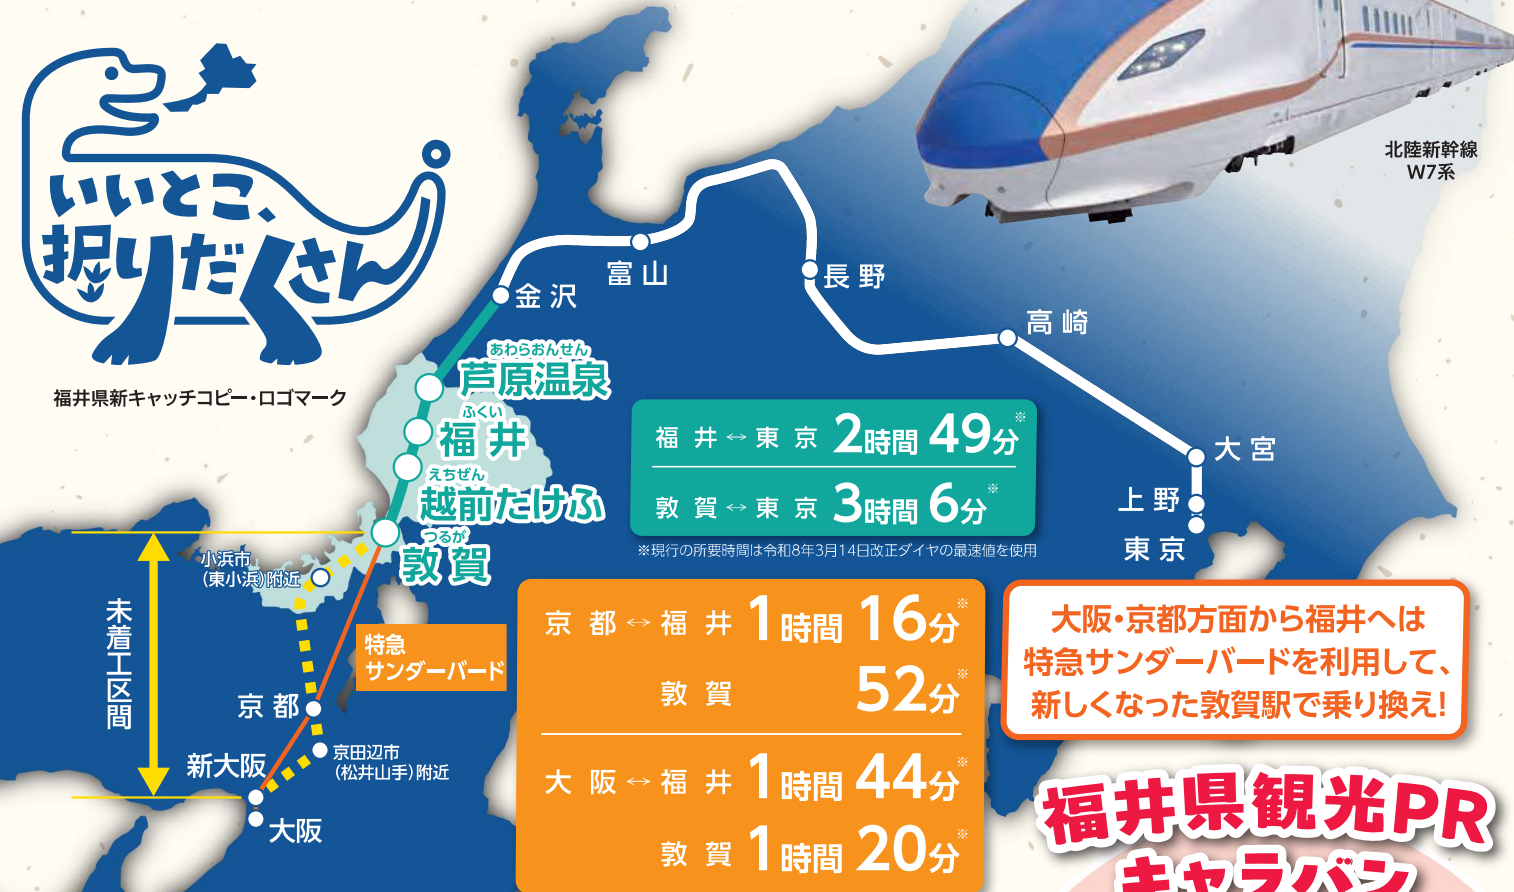 いいとこ、
掘りだくさん
福井県新キャッチコピー・ロゴマーク
北陸新幹線
W7系
富山
金沢
長野
高崎
大宮
上野
東京
あわらおんせん
芦原温泉
ふくい
福井
えちぜん
越前たけふ
つるが
敦賀
福井↔東京 2時間49分※
敦賀↔東京 3時間6分※
※現行の所要時間は令和8年3月14日改正ダイヤの最速値を使用
小浜市
(東小浜)附近
未着工区間
特急
サンダーバード
京都
京田辺市
(松井山手)附近
新大阪
大阪
京都↔福井 1時間16分※
敦賀 52分※
大阪↔福井 1時間44分※
敦賀 1時間20分※
大阪・京都方面から福井へは
特急サンダーバードを利用して、
新しくなった敦賀駅で乗り換え!
福井県観光PR
キャラバン